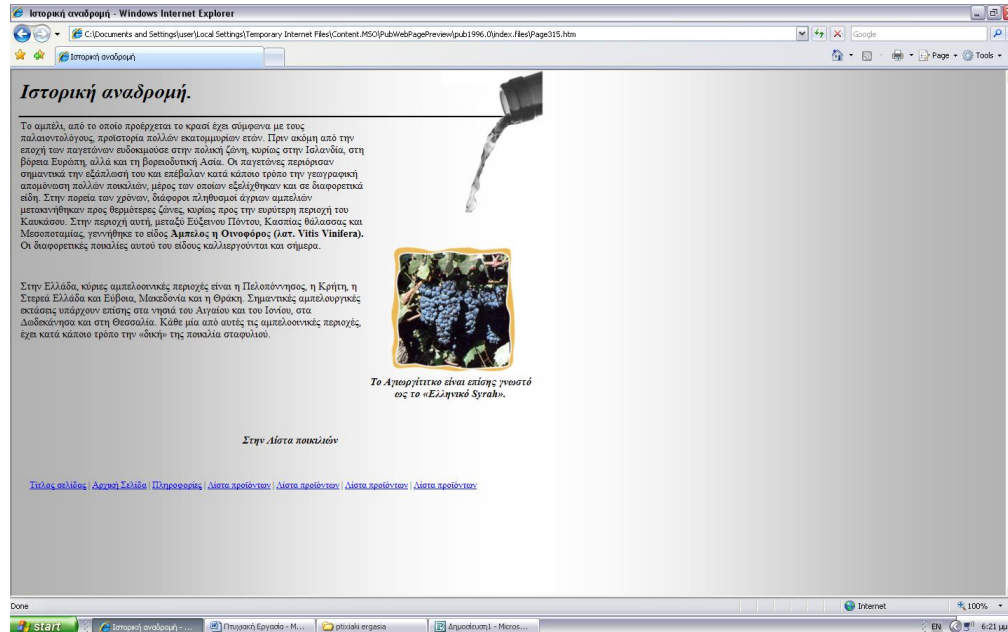 Ιστορική αναδρομή - Windows Internet Explorer
C:\Documents and Settings\user\Local Settings\Temporary Internet Files\Content.MSO\PubWebPagePreview\pub1996.0\index.files\Page315.htm
Google
Ιστορική αναδρομή
Page
Tools
Ιστορική αναδρομή.
Το αμπέλι, από το οποίο προέρχεται το κρασί έχει σύμφωνα με τους
παλαιοντολόγους, προϊστορία πολλών εκατομμυρίων ετών. Πριν ακόμη από την
εποχή των παγετώνων ευδοκιμούσε στην πολική ζώνη, κυρίως στην Ισλανδία, στη
βόρεια Ευρώπη, αλλά και τη βορειοδυτική Ασία. Οι παγετώνες περιόρισαν
σημαντικά την εξάπλωσή του και επέβαλαν κατά κάποιο τρόπο την γεωγραφική
απομόνωση πολλών ποικιλιών, μέρος των οποίων εξελίχθηκαν και σε διαφορετικά
είδη. Στην πορεία των χρόνων, διάφοροι πληθυσμοί άγριων αμπελιών
μετακινήθηκαν προς θερμότερες ζώνες, κυρίως προς την ευρύτερη περιοχή του
Καυκάσου. Στην περιοχή αυτή, μεταξύ Εύξεινου Πόντου, Κασπίας θάλασσας και
Μεσοποταμίας, γεννήθηκε το είδος Άμπελος η Οινοφόρος (λατ. Vitis Vinifera).
Οι διαφορετικές ποικιλίες αυτού του είδους καλλιεργούνται και σήμερα.
Στην Ελλάδα, κύριες αμπελοοινικές περιοχές είναι η Πελοπόννησος, η Κρήτη, η
Στερεά Ελλάδα και Εύβοια, Μακεδονία και η Θράκη. Σημαντικές αμπελουργικές
εκτάσεις υπάρχουν επίσης στα νησιά του Αιγαίου και του Ιονίου, στα
Δωδεκάνησα και στη Θεσσαλία. Κάθε μία από αυτές τις αμπελοοινικές περιοχές,
έχει κατά κάποιο τρόπο την «δική» της ποικιλία σταφυλιού.
Το Αγιωργίτιτκο είναι επίσης γνωστό
ως το «Ελληνικό Syrah».
Στην Λίστα ποικιλιών
Τίτλος σελίδας | Αρχική Σελίδα | Πληροφορίες | Λίστα προϊόντων | Λίστα προϊόντων | Λίστα προϊόντων | Λίστα προϊόντων
Done
Internet
100%
start
Ιστορική αναδρομή - ...
Πτυχιακή Εργασία - M...
ptixiaki ergasia
Δημοσίευση1 - Micros...
EN
6:21 μμ